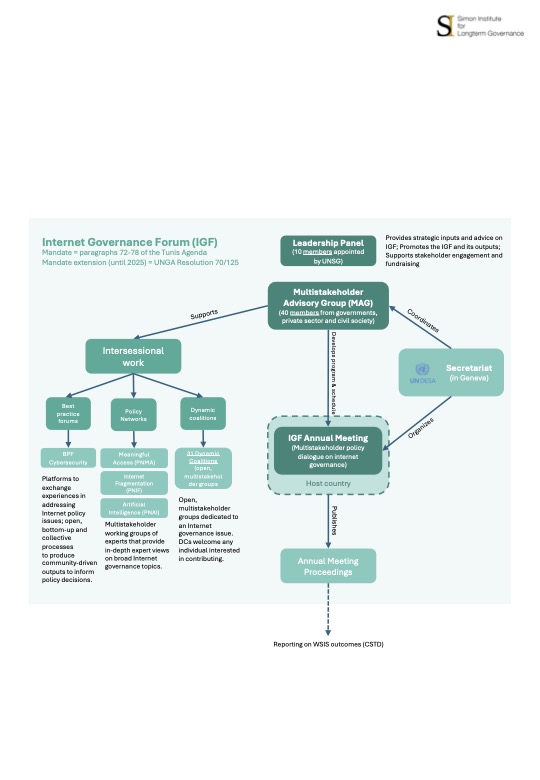 SI
Simon Institute
for
Longterm Governance
Internet Governance Forum (IGF)
Mandate = paragraphs 72-78 of the Tunis Agenda
Mandate extension (until 2025) = UNGA Resolution 70/125
Leadership Panel
(10 members appointed
by UNSG)
Provides strategic inputs and advice on
IGF; Promotes the IGF and its outputs;
Supports stakeholder engagement and
fundraising
Multistakeholder
Advisory Group (MAG)
(40 members from governments,
private sector and civil society)
Supports
Coordinates
Develops program & schedule
Intersessional
work
UNDESA
Secretariat
(in Geneva)
Organizes
Best
practice
forums
Policy
Networks
Dynamic
coalitions
BPF
Cybersecurity
Meaningful
Access (PNMA)
Internet
Fragmentation
(PNIF)
Artificial
Intelligence (PNAI)
31 Dynamic
Coalitions
(open,
multistakehol
der groups
IGF Annual Meeting
(Multistakeholder policy
dialogue on internet
governance)
Host country
Platforms to
exchange
experiences in
addressing
Internet policy
issues; open,
bottom-up and
collective
processes
to produce
community-driven
outputs to inform
policy decisions.
Multistakeholder
working groups of
experts that provide
in-depth expert views
on broad Internet
governance topics.
Open,
multistakeholder
groups dedicated to
an Internet
governance issue.
DCs welcome any
individual interested
in contributing.
Publishes
Annual Meeting
Proceedings
Reporting on WSIS outcomes (CSTD)